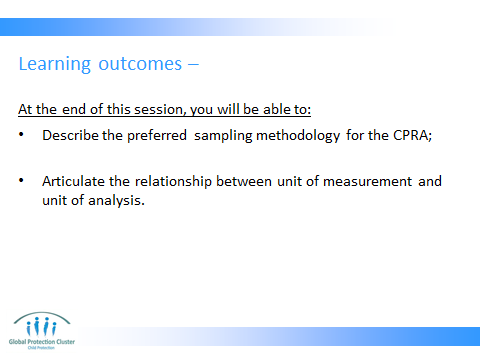 Learning outcomes –
At the end of this session, you will be able to:
• Describe the preferred sampling methodology for the CPRA;
• Articulate the relationship between unit of measurement and
unit of analysis.
Global Protection Cluster
Child Protection